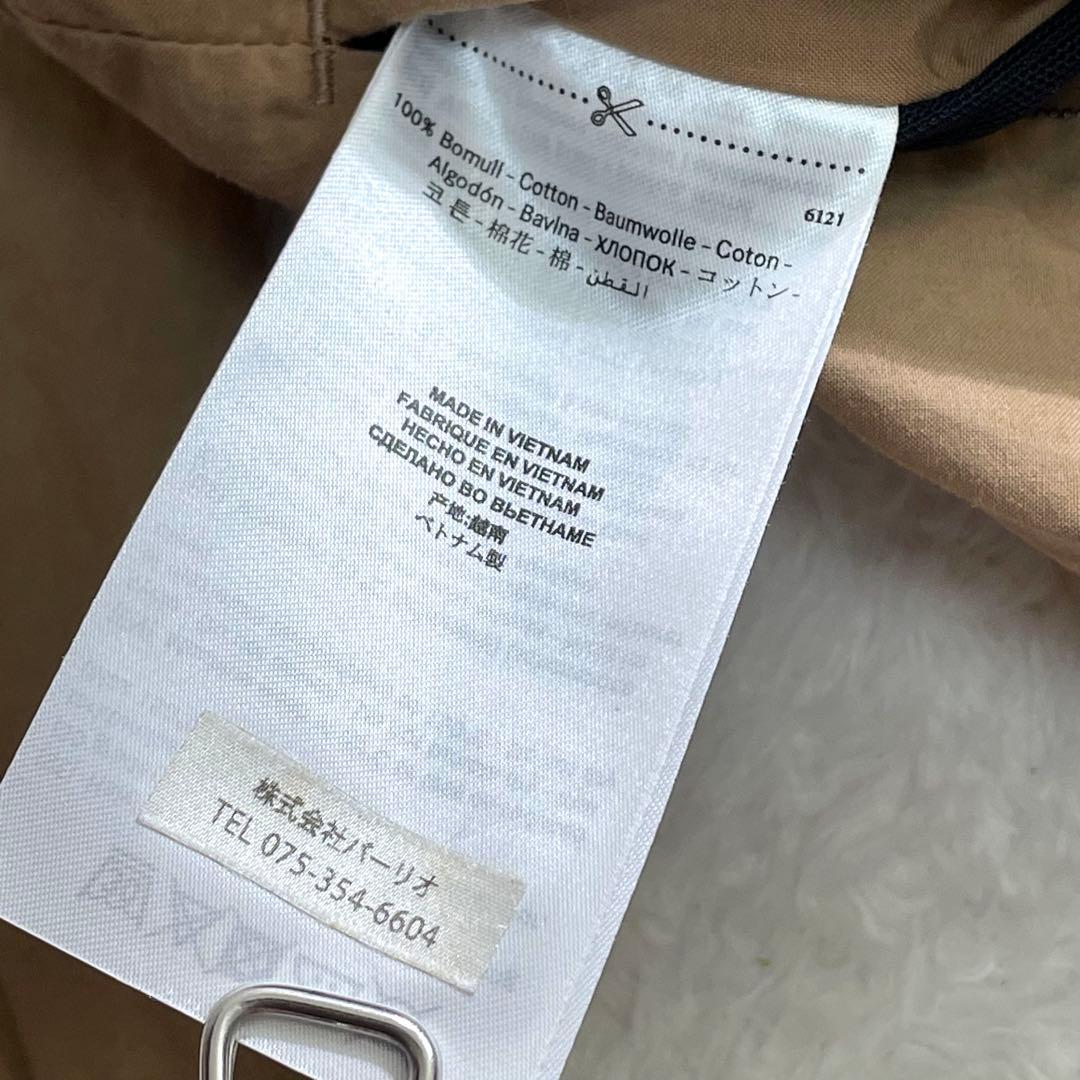 6121
100% Bomull - Cotton - Baumwolle - Coton -
Algodón - Bavlna - ХЛОПОК - コットン -
코 튼 - 棉花 - 棉 - القطن
MADE IN VIETNAM
FABRIQUE EN VIETNAM
HECHO EN VIETNAM
СДЕЛАНО ВО ВЬЕТНАМЕ
产地:越南
ベトナム製
株式会社バーリオ
TEL 075-354-6604